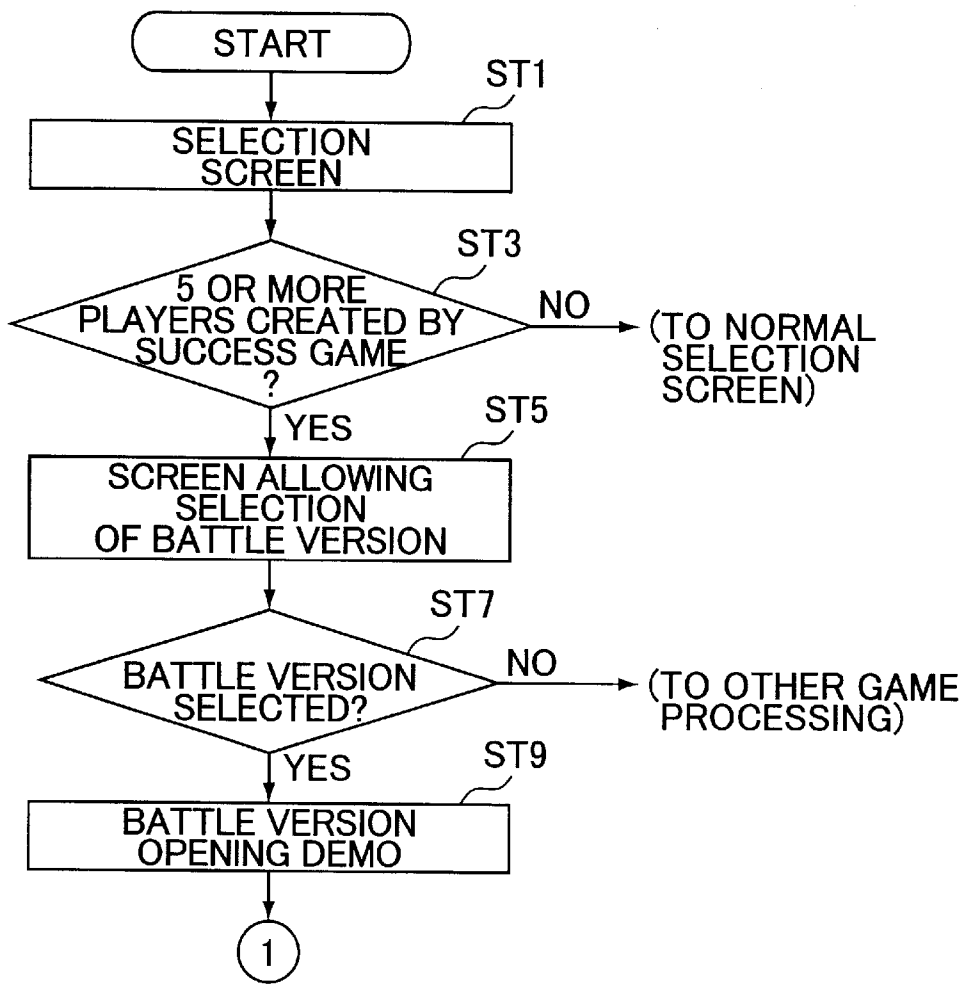 START
ST1
SELECTION
SCREEN
ST3
5 OR MORE
PLAYERS CREATED BY
SUCCESS GAME
?
NO
(TO NORMAL
SELECTION
SCREEN)
YES
ST5
SCREEN ALLOWING
SELECTION
OF BATTLE VERSION
ST7
BATTLE VERSION
SELECTED?
NO
(TO OTHER GAME
PROCESSING)
YES
ST9
BATTLE VERSION
OPENING DEMO
1